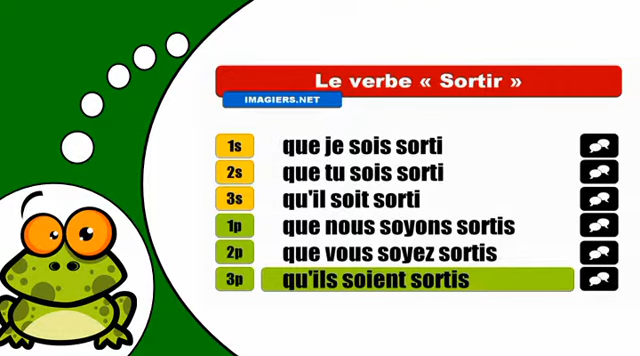 Le verbe « Sortir »
IMAGIERS.NET
1s que je sois sorti
2s que tu sois sorti
3s qu'il soit sorti
1p que nous soyons sortis
2p que vous soyez sortis
3p qu'ils soient sortis